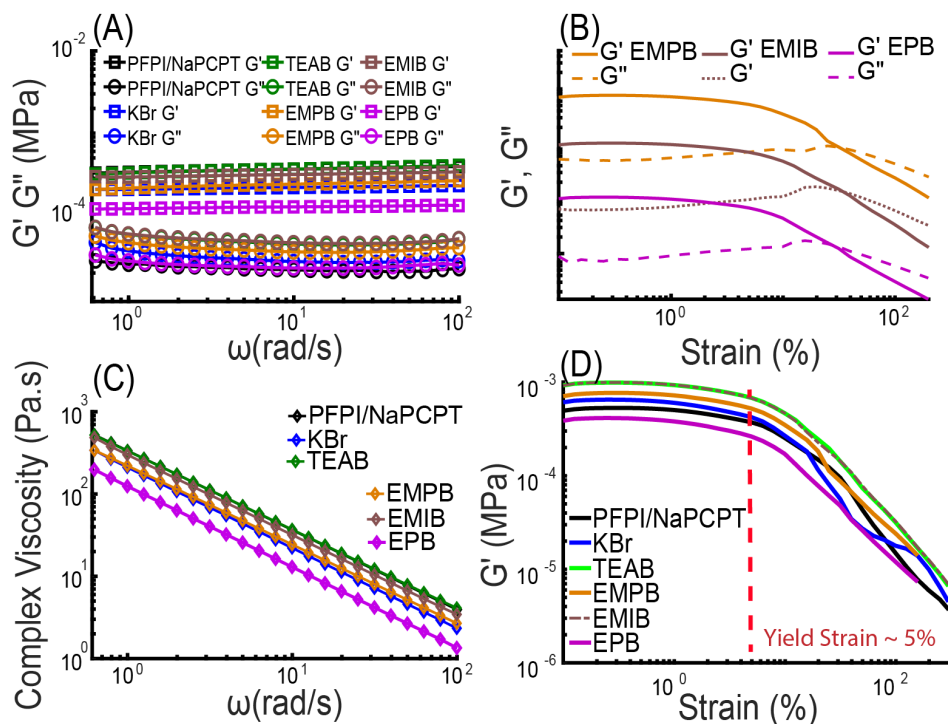 (A)
10⁻²
10⁻⁴
G' G" (MPa)
PFPI/NaPCPT G' TEAB G' EMIB G'
PFPI/NaPCPT G" TEAB G" EMIB G"
KBr G' EMPB G' EPB G'
KBr G" EMPB G" EPB G"
10⁰ 10¹ 10²
ω(rad/s)
(B)
G', G"
G' EMPB G' EMIB G' EPB
G" G' G"
10⁰ 10²
Strain (%)
(C)
Complex Viscosity (Pa.s)
10³
10²
10¹
10⁰
PFPI/NaPCPT
KBr
TEAB
EMPB
EMIB
EPB
10⁰ 10¹ 10²
ω(rad/s)
(D)
G' (MPa)
10⁻³
10⁻⁴
10⁻⁵
10⁻⁶
PFPI/NaPCPT
KBr
TEAB
EMPB
EMIB
EPB
Yield Strain ~ 5%
10⁰ 10²
Strain (%)